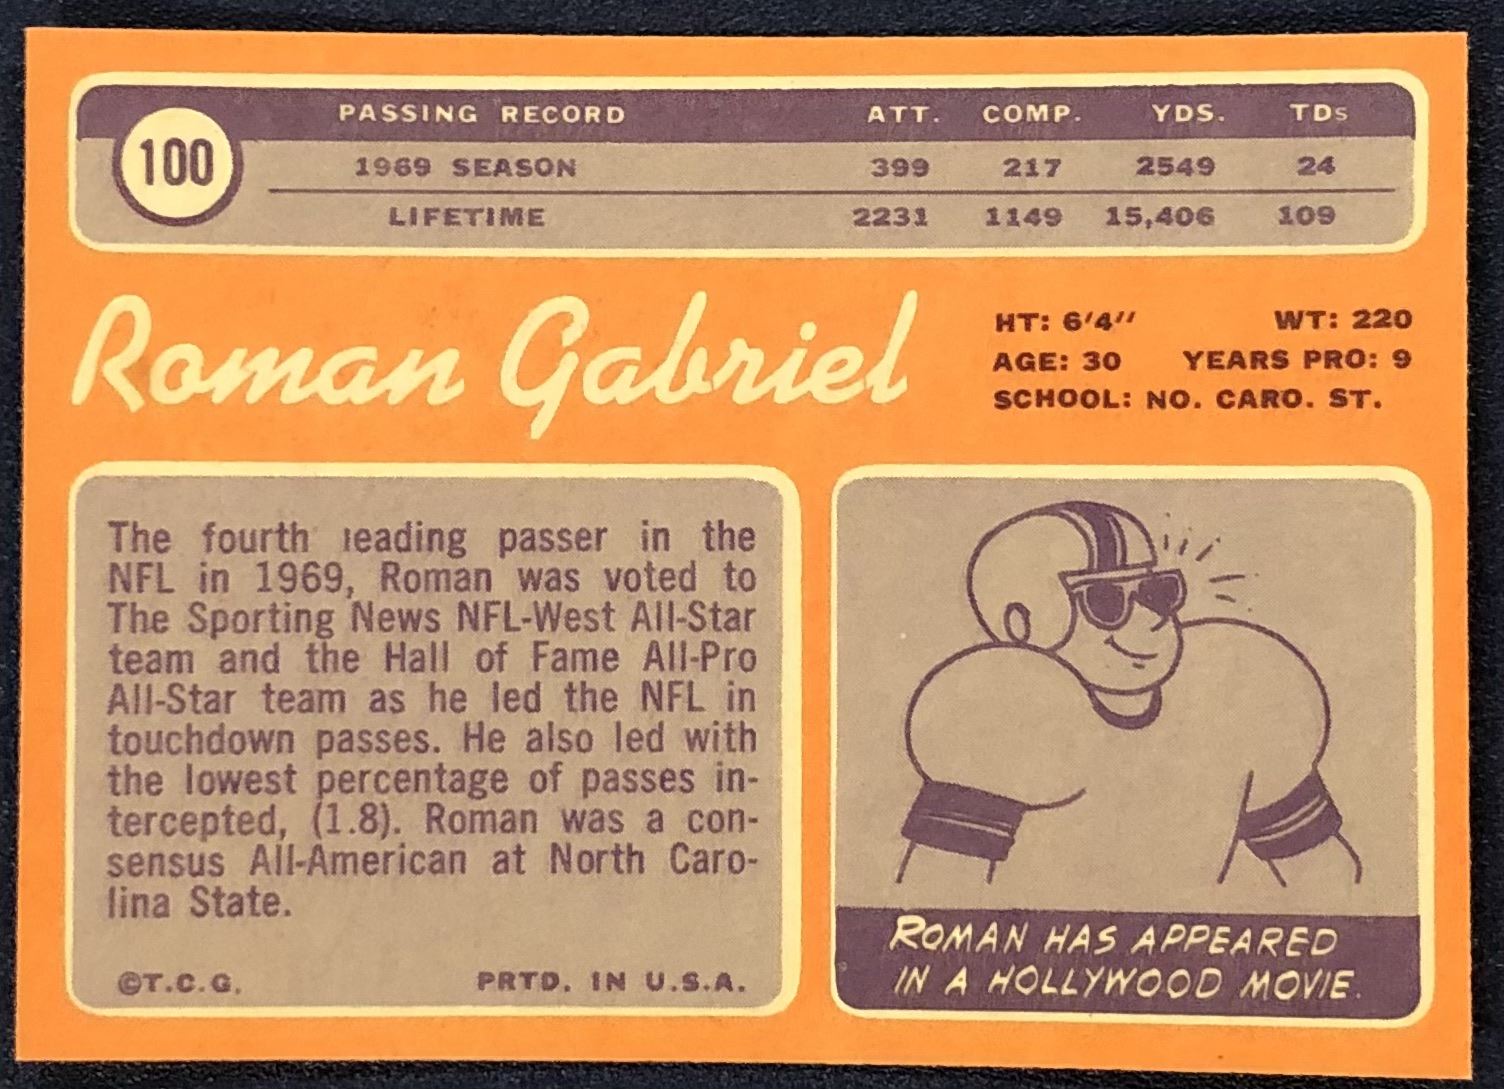 100
PASSING RECORD ATT. COMP. YDS. TDs
1969 SEASON 399 217 2549 24
LIFETIME 2231 1149 15,406 109
Roman Gabriel
HT: 6'4'' WT: 220
AGE: 30 YEARS PRO: 9
SCHOOL: NO. CARO. ST.
The fourth leading passer in the
NFL in 1969, Roman was voted to
The Sporting News NFL-West All-Star
team and the Hall of Fame All-Pro
All-Star team as he led the NFL in
touchdown passes. He also led with
the lowest percentage of passes in-
tercepted, (1.8). Roman was a con-
sensus All-American at North Caro-
lina State.
©T.C.G. PRTD. IN U.S.A.
ROMAN HAS APPEARED
IN A HOLLYWOOD MOVIE.